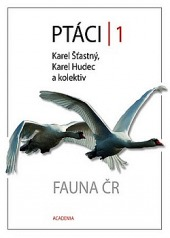 PTÁCI | 1
Karel Šťastný,
Karel Hudec
a kolektiv
FAUNA ČR
ACADEMIA